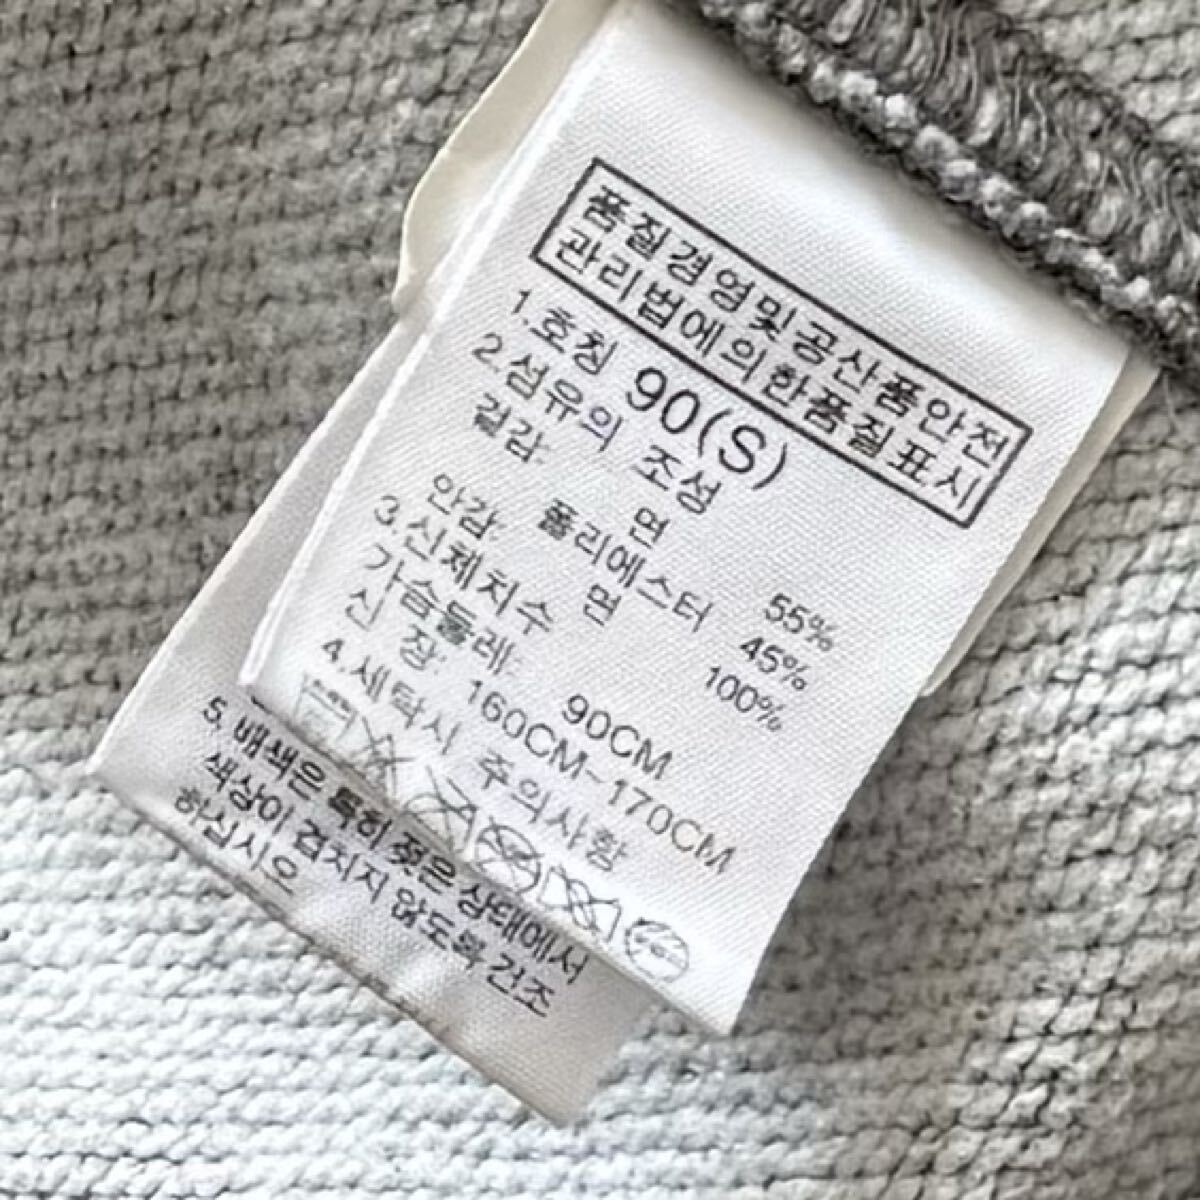 품질경영및공산품안전
관리법에의한품질표시
1.호칭 90(S)
2.섬유의 조성
겉감: 면 55%
폴리에스터 45%
안감: 면 100%
3.신체치수
가슴둘레: 90CM
신 장: 160CM~170CM
4.세탁시 주의사항
5. 배색은 특히 젖은 상태에서
색상이 겹치지 않도록 건조
하십시오